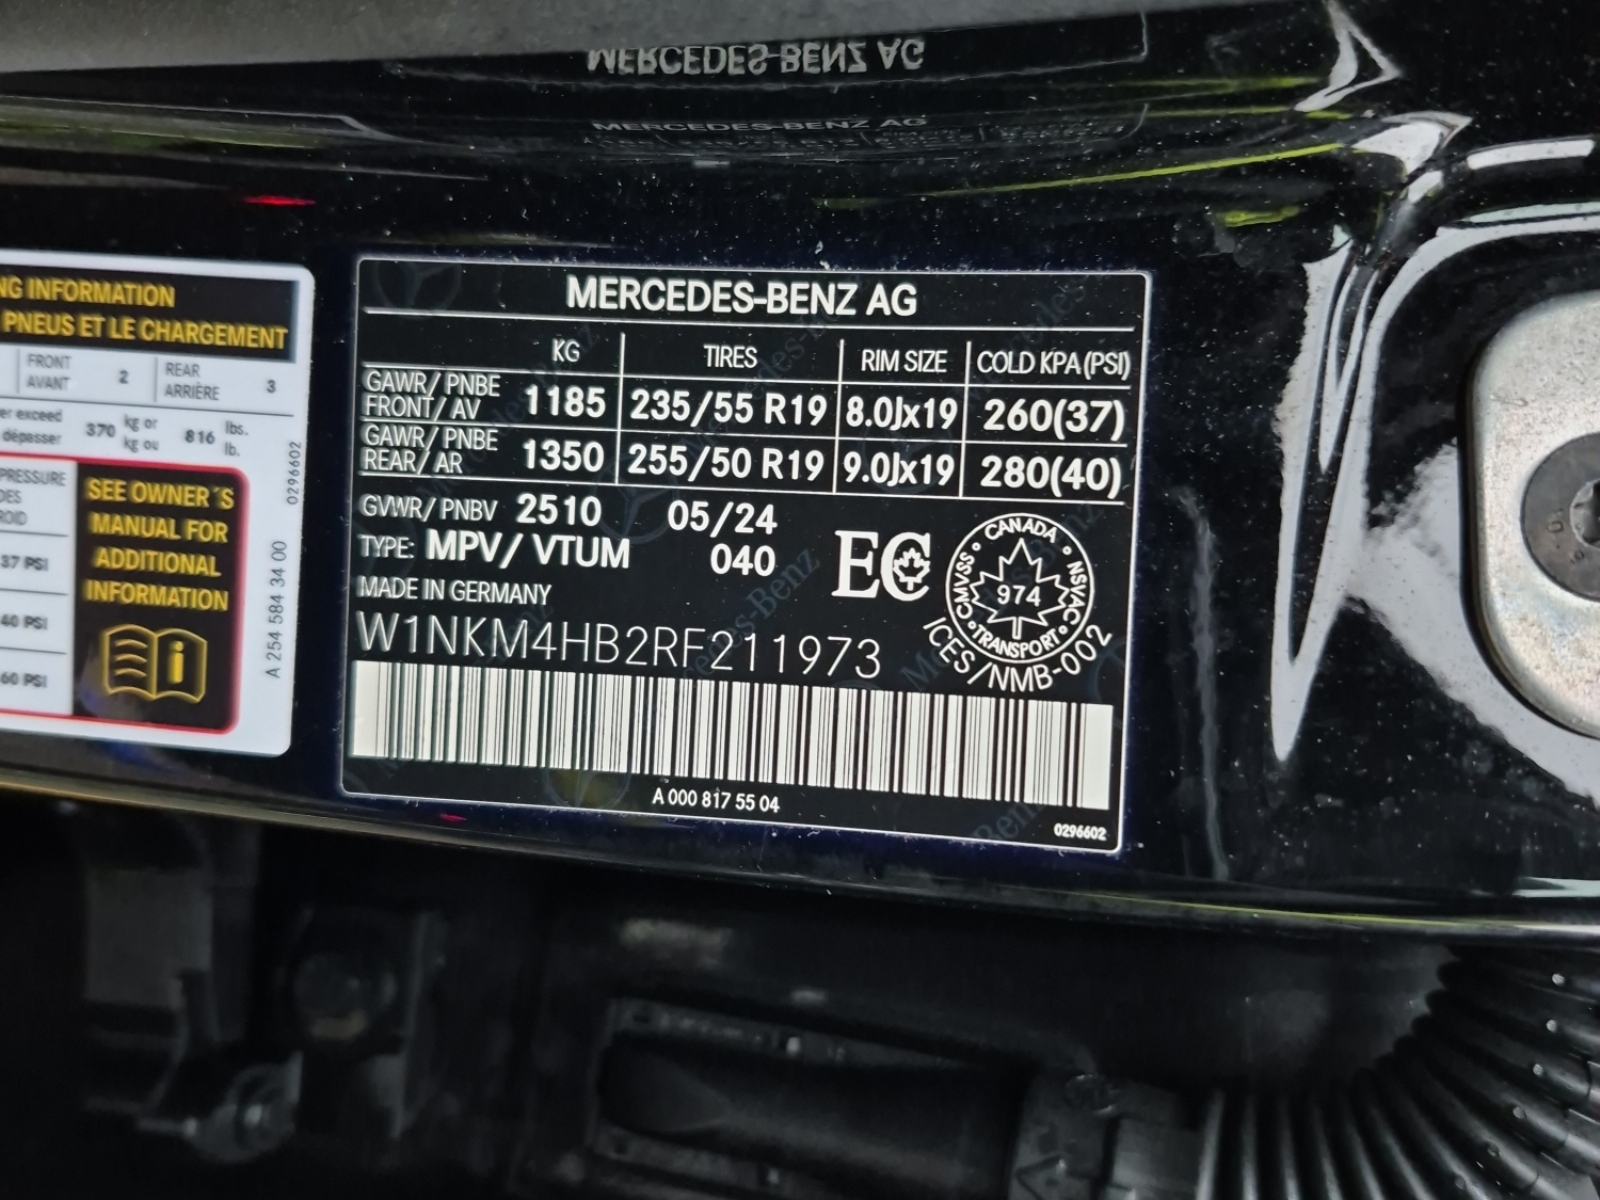 MERCEDES-BENZ AG
MERCEDES-BENZ AG
NG INFORMATION
PNEUS ET LE CHARGEMENT
FRONT
AVANT 2
REAR
ARRIÈRE 3
exceed
dépasser 370 kg or
kg ou 816 lbs.
lb.
PRESSURE
37 PSI
40 PSI
60 PSI
SEE OWNER´S
MANUAL FOR
ADDITIONAL
INFORMATION
0296602
A 254 584 34 00
MERCEDES-BENZ AG
KG TIRES RIM SIZE COLD KPA(PSI)
GAWR/ PNBE
FRONT/ AV 1185 235/55 R19 8.0Jx19 260(37)
GAWR/ PNBE
REAR/ AR 1350 255/50 R19 9.0Jx19 280(40)
GVWR/ PNBV 2510 05/24
TYPE: MPV/ VTUM 040
MADE IN GERMANY
W1NKM4HB2RF211973
EC
CANADA
CMVSS NSVAC
974
TRANSPORT
ICES/NMB-002
A 000 817 55 04
0296602